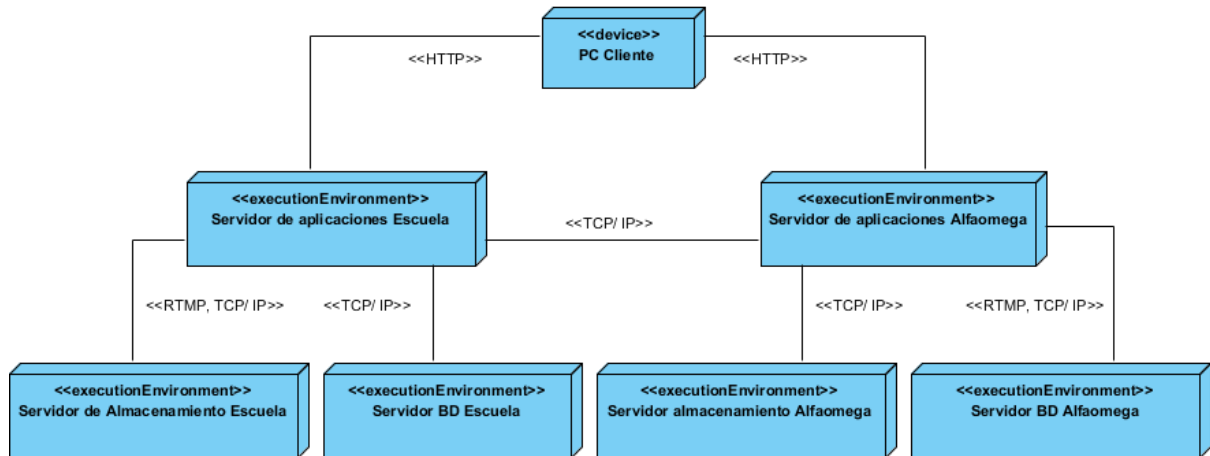 <<device>>
PC Cliente
<<HTTP>>
<<HTTP>>
<<executionEnvironment>>
Servidor de aplicaciones Escuela
<<executionEnvironment>>
Servidor de aplicaciones Alfaomega
<<TCP/ IP>>
<<RTMP, TCP/ IP>>
<<TCP/ IP>>
<<TCP/ IP>>
<<RTMP, TCP/ IP>>
<<executionEnvironment>>
Servidor de Almacenamiento Escuela
<<executionEnvironment>>
Servidor BD Escuela
<<executionEnvironment>>
Servidor almacenamiento Alfaomega
<<executionEnvironment>>
Servidor BD Alfaomega